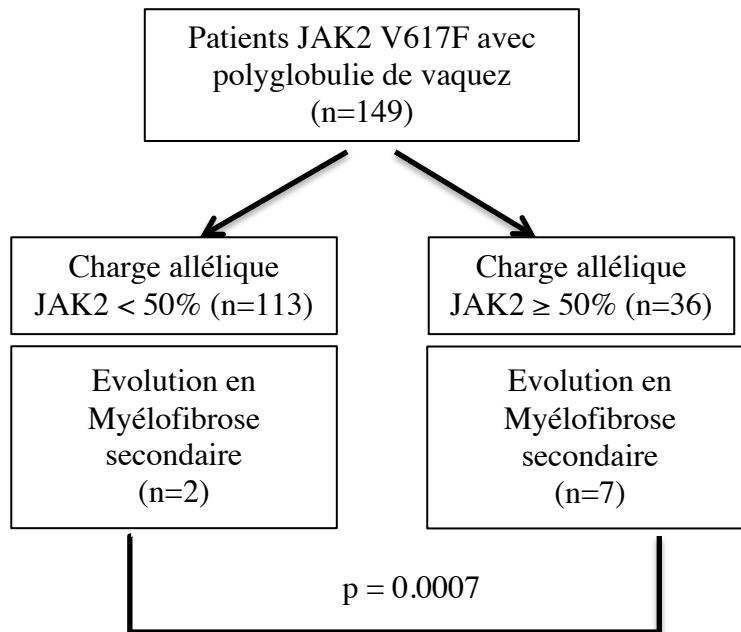 Patients JAK2 V617F avec
polyglobulie de vaquez
(n=149)
Charge allélique
JAK2 < 50% (n=113)
Charge allélique
JAK2 ≥ 50% (n=36)
Evolution en
Myélofibrose
secondaire
(n=2)
Evolution en
Myélofibrose
secondaire
(n=7)
p = 0.0007